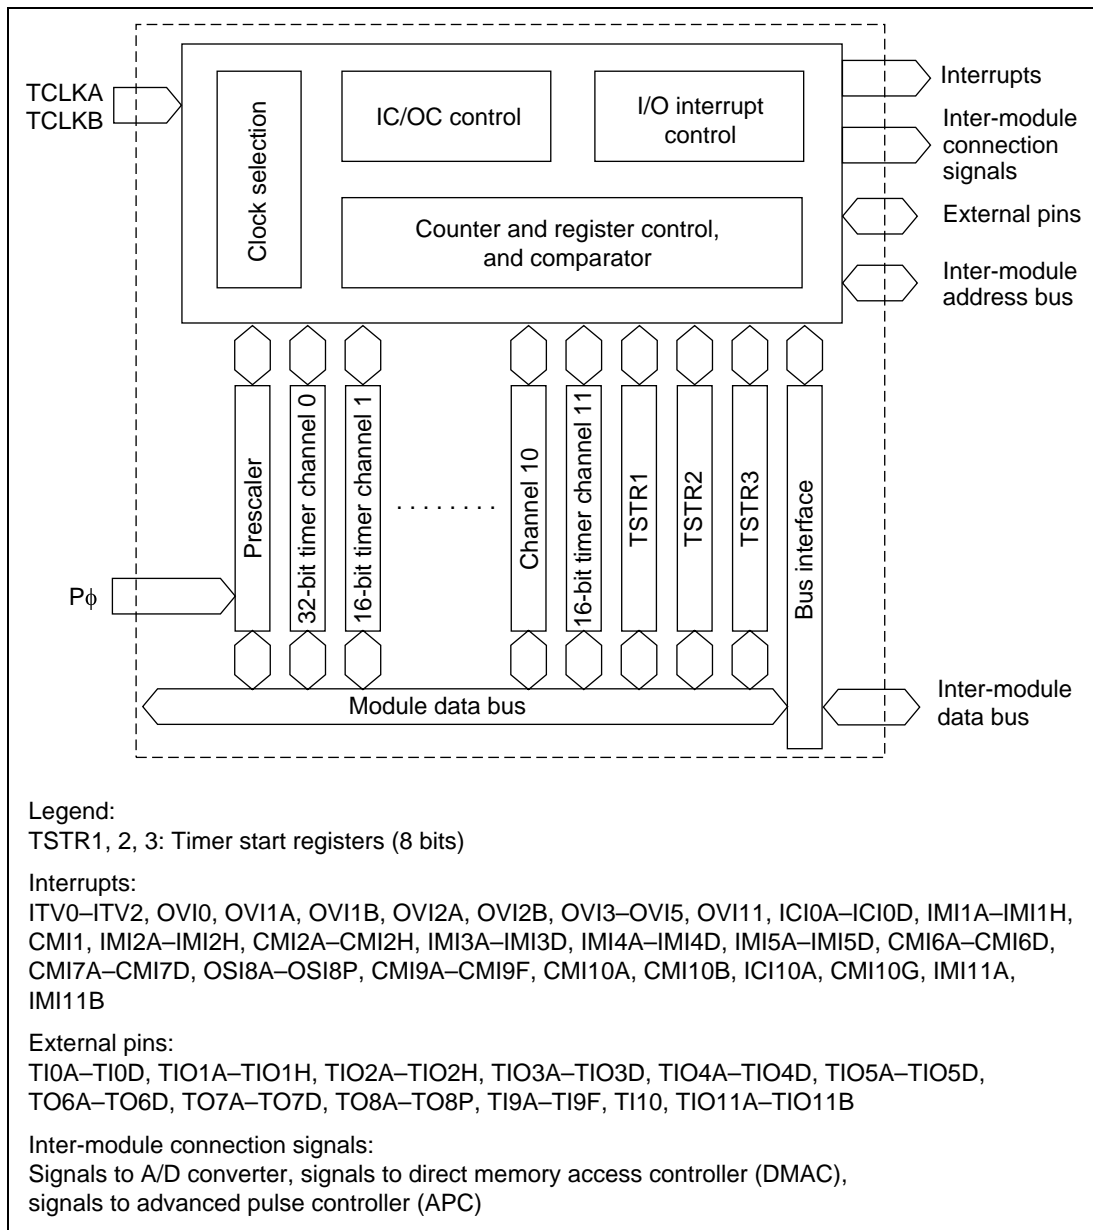 TCLKA
TCLKB
Clock selection
IC/OC control
I/O interrupt
control
Counter and register control,
and comparator
Interrupts
Inter-module
connection
signals
External pins
Inter-module
address bus
Prescaler
32-bit timer channel 0
16-bit timer channel 1
. . . . . . . .
Channel 10
16-bit timer channel 11
TSTR1
TSTR2
TSTR3
Bus interface
Pϕ
Module data bus
Inter-module
data bus
Legend:
TSTR1, 2, 3: Timer start registers (8 bits)
Interrupts:
ITV0–ITV2, OVI0, OVI1A, OVI1B, OVI2A, OVI2B, OVI3–OVI5, OVI11, ICI0A–ICI0D, IMI1A–IMI1H,
CMI1, IMI2A–IMI2H, CMI2A–CMI2H, IMI3A–IMI3D, IMI4A–IMI4D, IMI5A–IMI5D, CMI6A–CMI6D,
CMI7A–CMI7D, OSI8A–OSI8P, CMI9A–CMI9F, CMI10A, CMI10B, ICI10A, CMI10G, IMI11A,
IMI11B
External pins:
TI0A–TI0D, TIO1A–TIO1H, TIO2A–TIO2H, TIO3A–TIO3D, TIO4A–TIO4D, TIO5A–TIO5D,
TO6A–TO6D, TO7A–TO7D, TO8A–TO8P, TI9A–TI9F, TI10, TIO11A–TIO11B
Inter-module connection signals:
Signals to A/D converter, signals to direct memory access controller (DMAC),
signals to advanced pulse controller (APC)